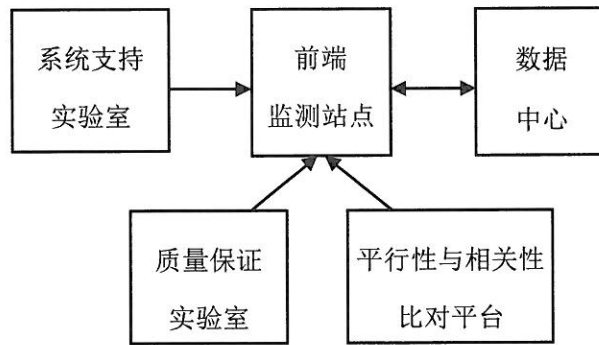 系统支持
实验室
前端
监测站点
数据
中心
质量保证
实验室
平行性与相关性
比对平台